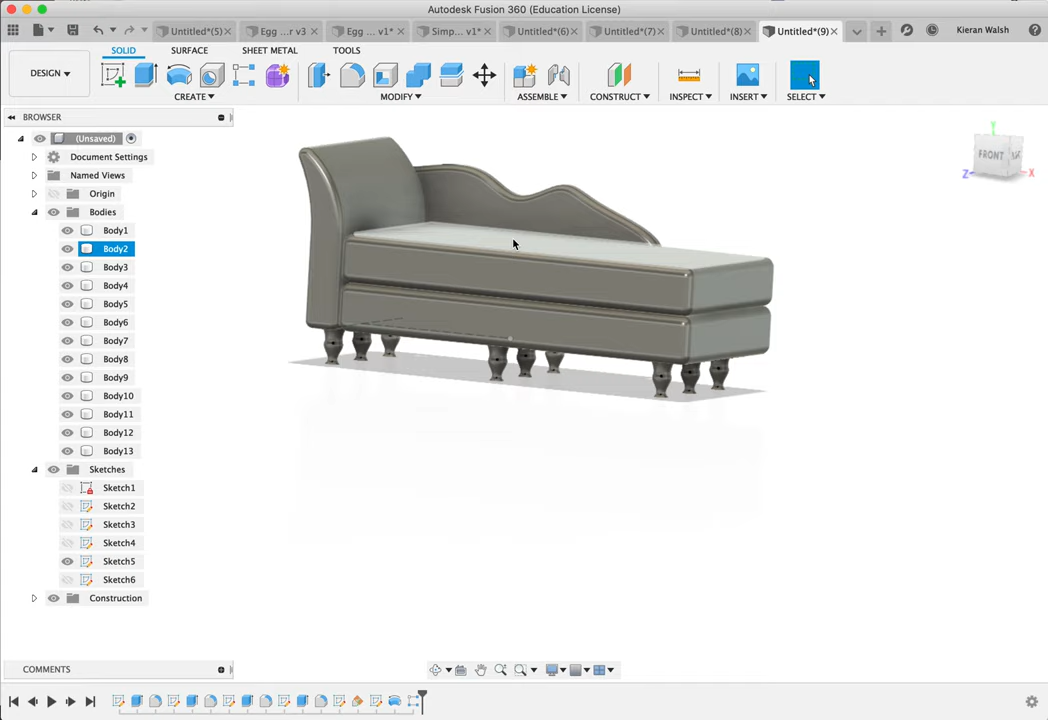 Autodesk Fusion 360 (Education License)
Untitled*(5) Egg ...r v3 Egg ... v1* Simp... v1* Untitled*(6) Untitled*(7) Untitled*(8) Untitled*(9) Kieran Walsh
SOLID SURFACE SHEET METAL TOOLS
DESIGN
CREATE MODIFY ASSEMBLE CONSTRUCT INSPECT INSERT SELECT
BROWSER
(Unsaved)
Document Settings
Named Views
Origin
Bodies
Body1
Body2
Body3
Body4
Body5
Body6
Body7
Body8
Body9
Body10
Body11
Body12
Body13
Sketches
Sketch1
Sketch2
Sketch3
Sketch4
Sketch5
Sketch6
Construction
Y
FRONT
Z X
COMMENTS